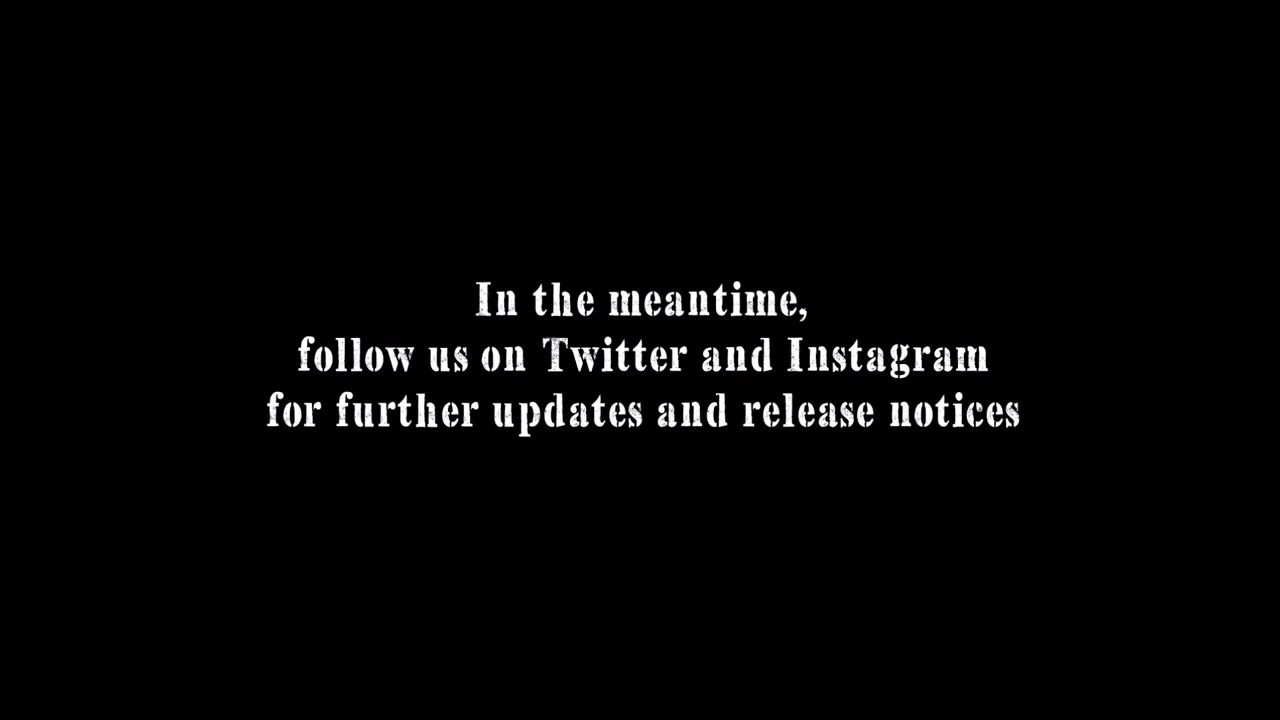 In the meantime,
follow us on Twitter and Instagram
for further updates and release notices